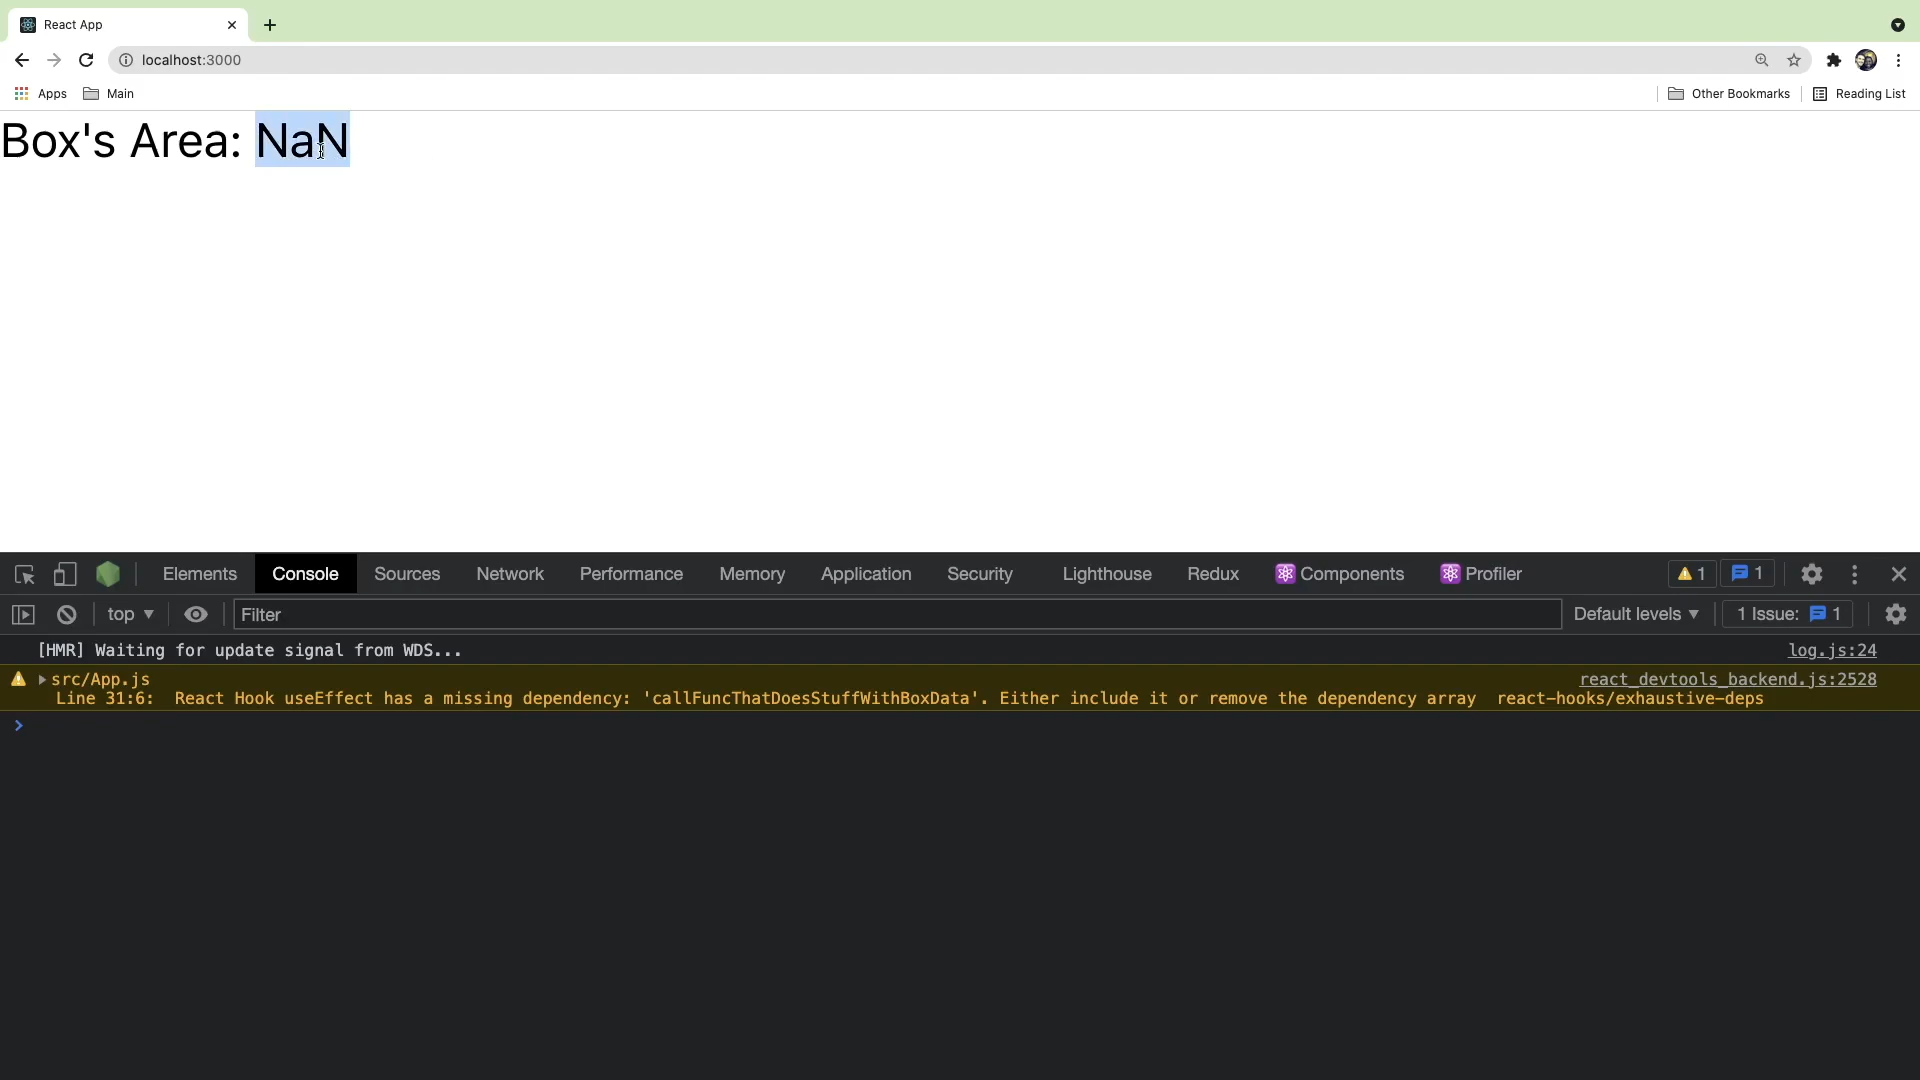 React App
localhost:3000
Apps Main Other Bookmarks Reading List
Box's Area: NaN
Elements Console Sources Network Performance Memory Application Security Lighthouse Redux Components Profiler 1 1
top Filter Default levels 1 Issue: 1
[HMR] Waiting for update signal from WDS... log.js:24
src/App.js react_devtools_backend.js:2528
Line 31:6: React Hook useEffect has a missing dependency: 'callFuncThatDoesStuffWithBoxData'. Either include it or remove the dependency array react-hooks/exhaustive-deps